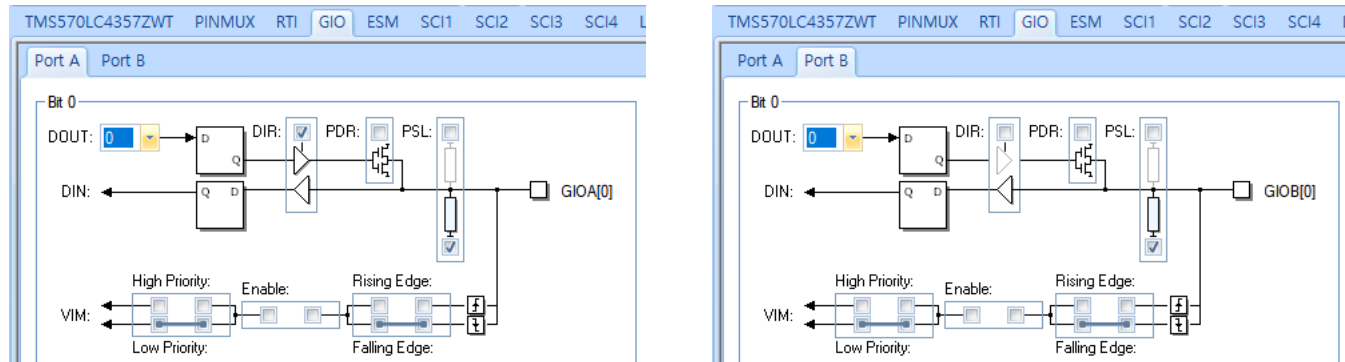 TMS570LC4357ZWT PINMUX RTI GIO ESM SCI1 SCI2 SCI3 SCI4
Port A Port B
Bit 0
DOUT: 0 D Q DIR: PDR: PSL:
DIN: Q D GIOA[0]
High Priority: Enable: Rising Edge:
VIM:
Low Priority: Falling Edge:
TMS570LC4357ZWT PINMUX RTI GIO ESM SCI1 SCI2 SCI3 SCI4
Port A Port B
Bit 0
DOUT: 0 D Q DIR: PDR: PSL:
DIN: Q D GIOB[0]
High Priority: Enable: Rising Edge:
VIM:
Low Priority: Falling Edge: